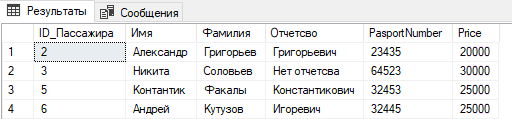 Результаты Сообщения
ID_Пассажира Имя Фамилия Отчетсво PasportNumber Price
1 2 Александр Григорьев Григорьевич 23435 20000
2 3 Никита Соловьев Нет отчетсва 64523 30000
3 5 Контантик Факалы Константикович 32453 25000
4 6 Андрей Кутузов Игоревич 32445 25000